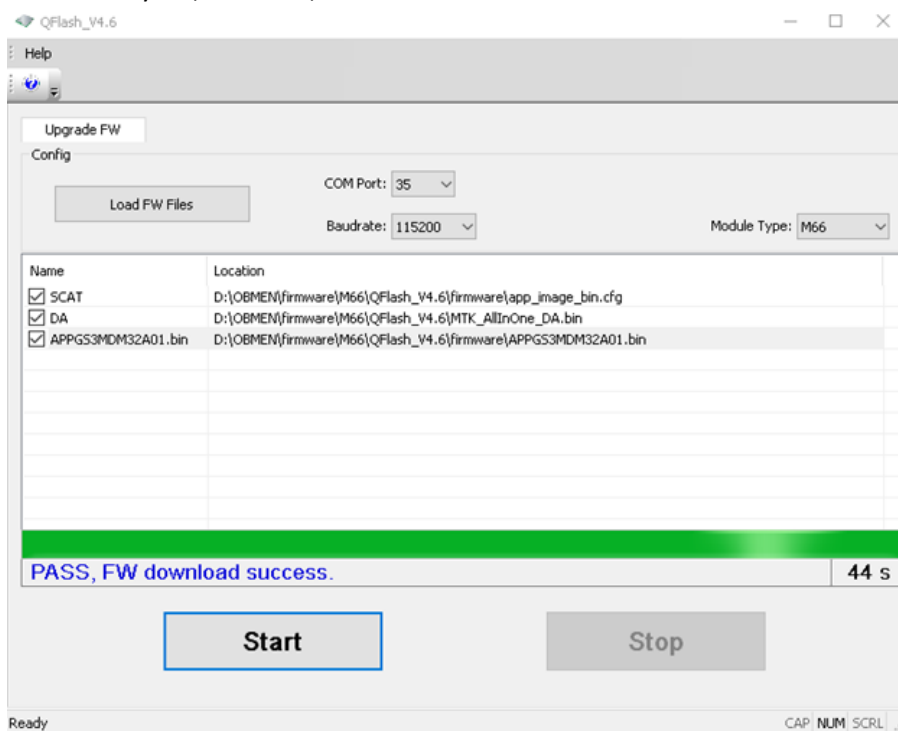 QFlash_V4.6
Help
Upgrade FW
Config
Load FW Files
COM Port: 35
Baudrate: 115200
Module Type: M66
Name Location
SCAT D:\OBMEN\firmware\M66\QFlash_V4.6\firmware\app_image_bin.cfg
DA D:\OBMEN\firmware\M66\QFlash_V4.6\MTK_AllInOne_DA.bin
APPGS3MDM32A01.bin D:\OBMEN\firmware\M66\QFlash_V4.6\firmware\APPGS3MDM32A01.bin
PASS, FW download success. 44 s
Start Stop
Ready CAP NUM SCRL